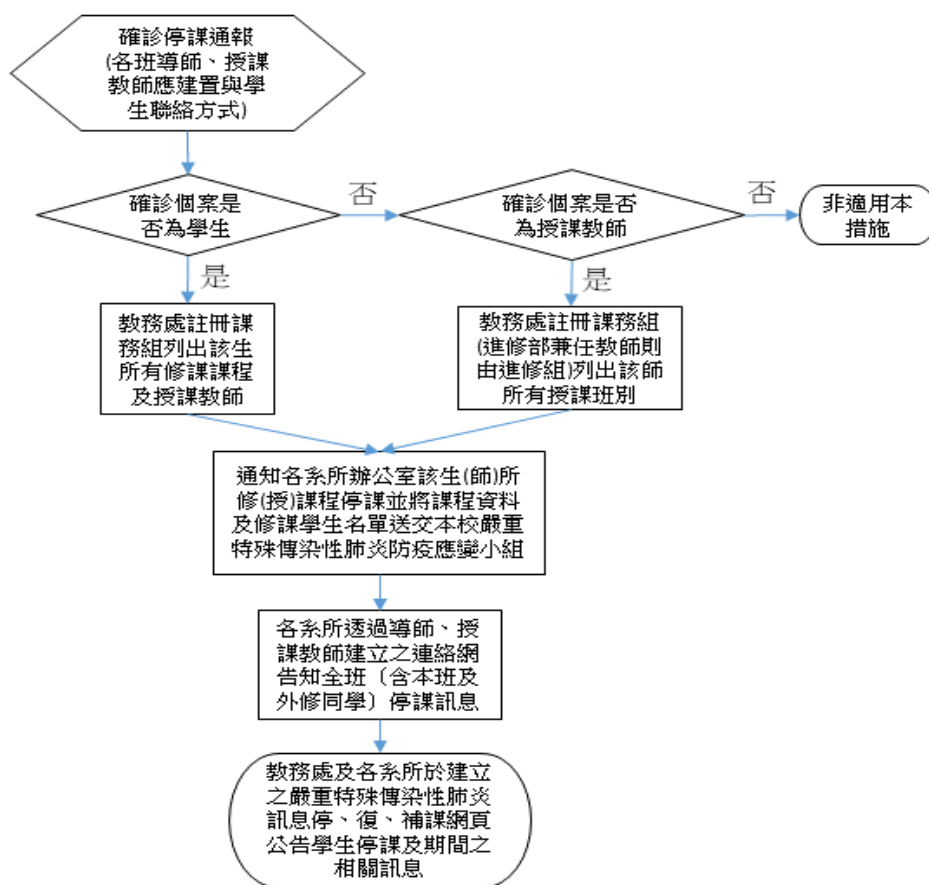 確診停課通報
(各班導師、授課
教師應建置與學
生聯絡方式)
確診個案是
否為學生
否
確診個案是否
為授課教師
否
非適用本
措施
是
是
教務處註冊課
務組列出該生
所有修課課程
及授課教師
教務處註冊課務組
(進修部兼任教師則
由進修組)列出該師
所有授課班別
通知各系所辦公室該生(師)所
修(授)課程停課並將課程資料
及修課學生名單送交本校嚴重
特殊傳染性肺炎防疫應變小組
各系所透過導師、授
課教師建立之連絡網
告知全班〔含本班及
外修同學〕停課訊息
教務處及各系所於建立
之嚴重特殊傳染性肺炎
訊息停、復、補課網頁
公告學生停課及期間之
相關訊息